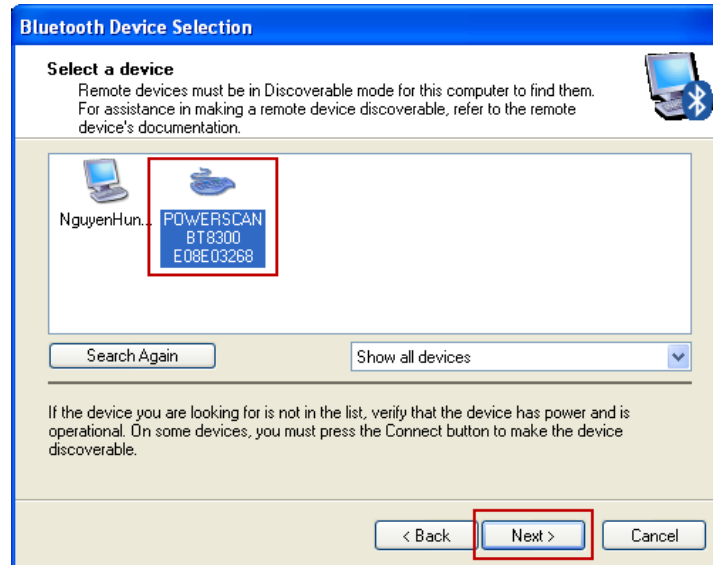 Bluetooth Device Selection
Select a device
Remote devices must be in Discoverable mode for this computer to find them.
For assistance in making a remote device discoverable, refer to the remote
device's documentation.
NguyenHun...
POWERSCAN
BT8300
E08E03268
Search Again
Show all devices
If the device you are looking for is not in the list, verify that the device has power and is
operational. On some devices, you must press the Connect button to make the device
discoverable.
< Back
Next >
Cancel